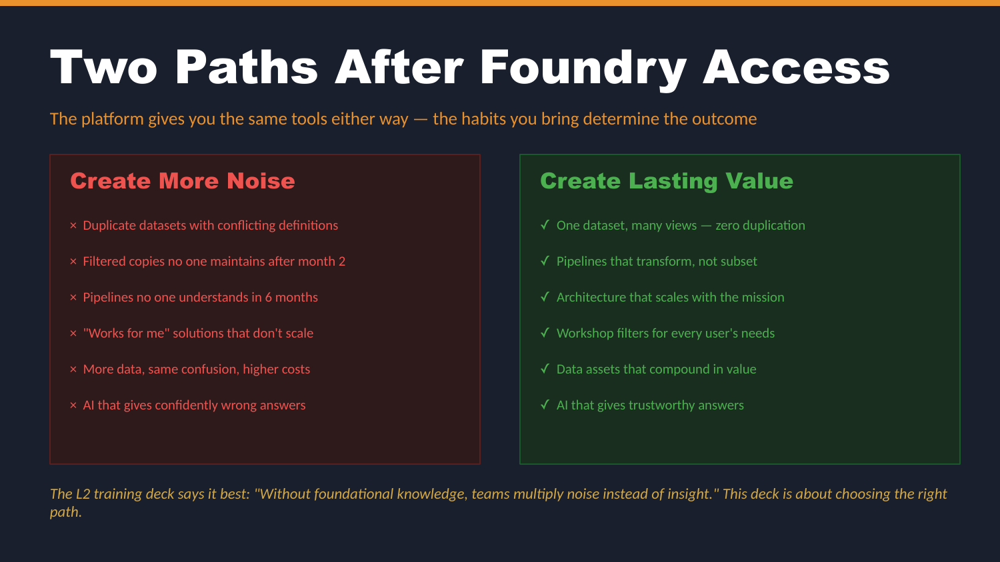 Two Paths After Foundry Access
The platform gives you the same tools either way — the habits you bring determine the outcome
Create More Noise
× Duplicate datasets with conflicting definitions
× Filtered copies no one maintains after month 2
× Pipelines no one understands in 6 months
× "Works for me" solutions that don't scale
× More data, same confusion, higher costs
× AI that gives confidently wrong answers
Create Lasting Value
✓ One dataset, many views — zero duplication
✓ Pipelines that transform, not subset
✓ Architecture that scales with the mission
✓ Workshop filters for every user's needs
✓ Data assets that compound in value
✓ AI that gives trustworthy answers
The L2 training deck says it best: "Without foundational knowledge, teams multiply noise instead of insight." This deck is about choosing the right
path.